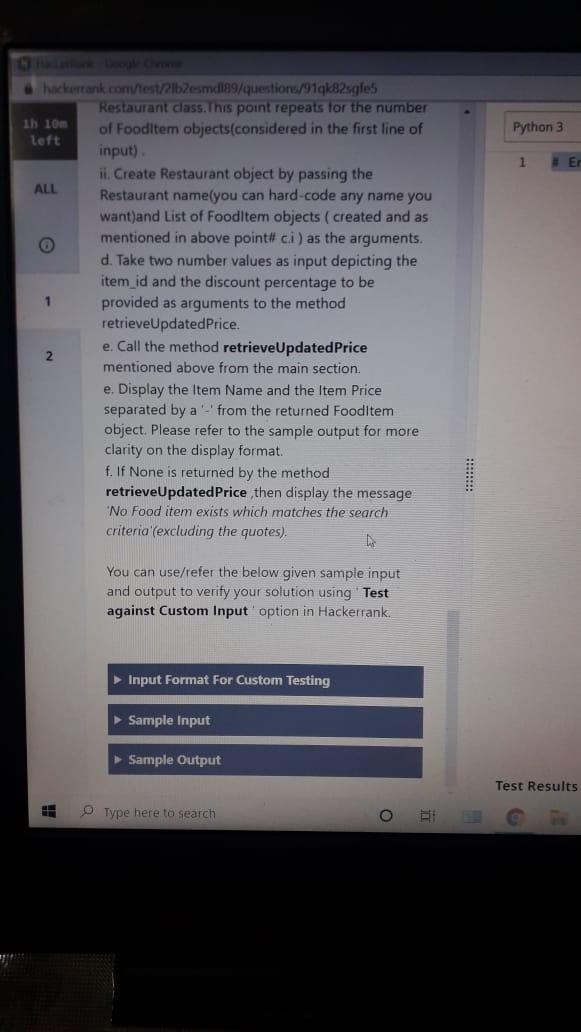 HackerRank - Google Chrome
hackerrank.com/test/2lb2esmdl89/questions/91qk82sgfe5
1h 10m
left
ALL
1
2
Restaurant class.This point repeats for the number
of FoodItem objects(considered in the first line of
input) .
ii. Create Restaurant object by passing the
Restaurant name(you can hard-code any name you
want)and List of FoodItem objects ( created and as
mentioned in above point# c.i ) as the arguments.
d. Take two number values as input depicting the
item_id and the discount percentage to be
provided as arguments to the method
retrieveUpdatedPrice.
e. Call the method retrieveUpdatedPrice
mentioned above from the main section.
e. Display the Item Name and the Item Price
separated by a '-' from the returned FoodItem
object. Please refer to the sample output for more
clarity on the display format.
f. If None is returned by the method
retrieveUpdatedPrice ,then display the message
'No Food item exists which matches the search
criteria'(excluding the quotes).
You can use/refer the below given sample input
and output to verify your solution using ' Test
against Custom Input ' option in Hackerrank.
Input Format For Custom Testing
Sample Input
Sample Output
Python 3
1 # En
Test Results
Type here to search